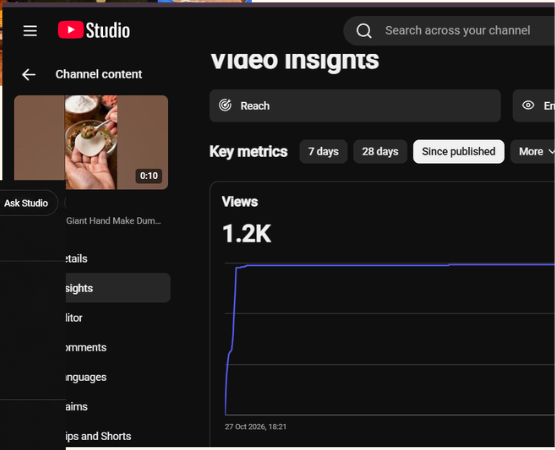 Studio
Search across your channel
Channel content
Video Insights
0:10
Reach
Key metrics
7 days
28 days
Since published
More
Ask Studio
Giant Hand Make Dum...
Views
1.2K
etails
sights
litor
omments
nguages
aims
ips and Shorts
27 Oct 2026, 18:21